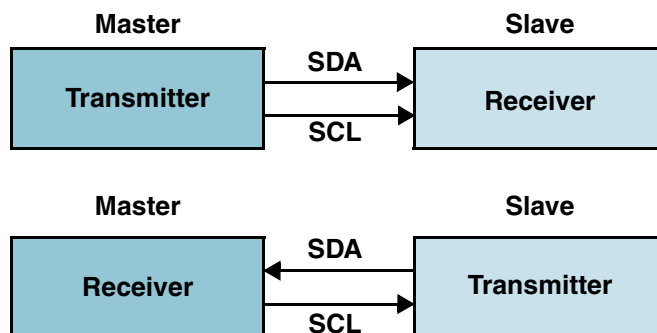 Master
Slave
Transmitter
SDA
SCL
Receiver
Master
Slave
Receiver
SDA
SCL
Transmitter